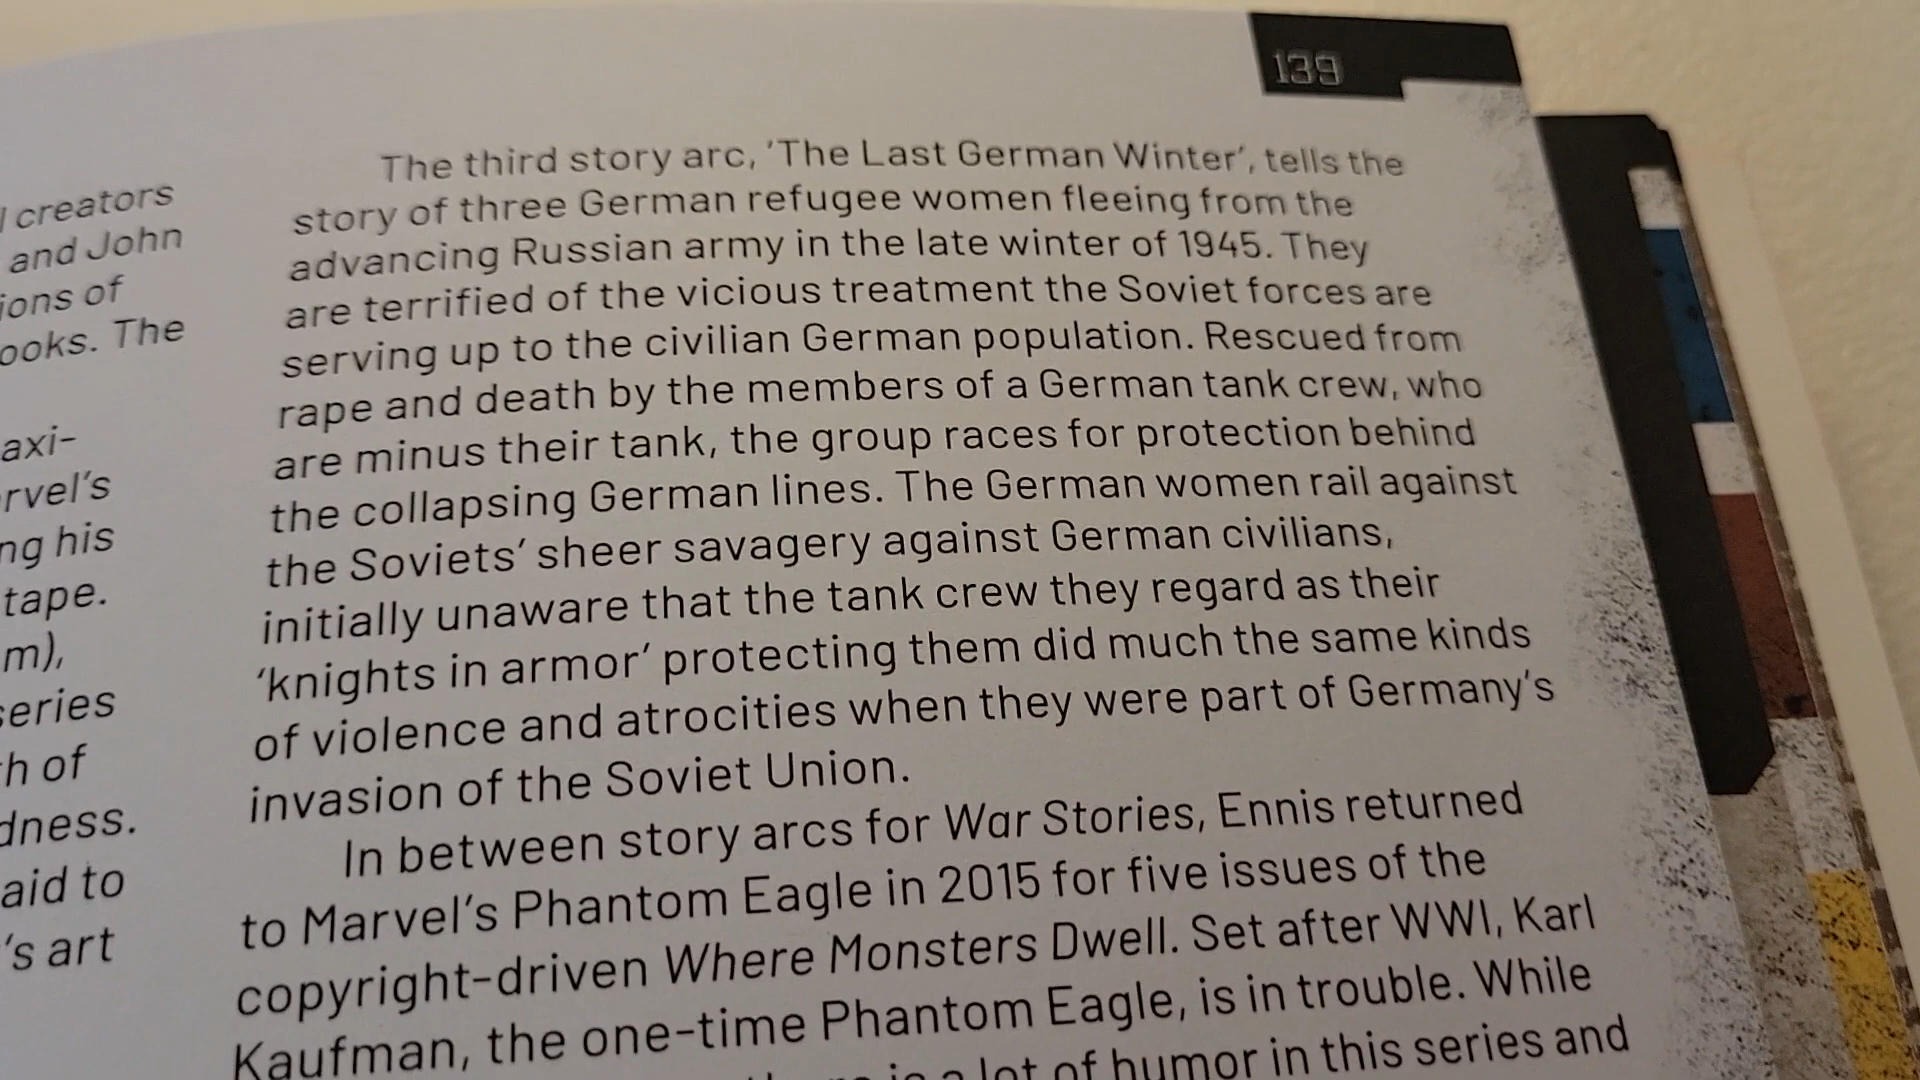 139
l creators
and John
ions of
ooks. The
axi-
rvel's
ng his
tape.
m),
series
h of
dness.
aid to
's art
The third story arc, 'The Last German Winter', tells the
story of three German refugee women fleeing from the
advancing Russian army in the late winter of 1945. They
are terrified of the vicious treatment the Soviet forces are
serving up to the civilian German population. Rescued from
rape and death by the members of a German tank crew, who
are minus their tank, the group races for protection behind
the collapsing German lines. The German women rail against
the Soviets' sheer savagery against German civilians,
initially unaware that the tank crew they regard as their
'knights in armor' protecting them did much the same kinds
of violence and atrocities when they were part of Germany's
invasion of the Soviet Union.
In between story arcs for War Stories, Ennis returned
to Marvel's Phantom Eagle in 2015 for five issues of the
copyright-driven Where Monsters Dwell. Set after WWI, Karl
Kaufman, the one-time Phantom Eagle, is in trouble. While
is a lot of humor in this series and